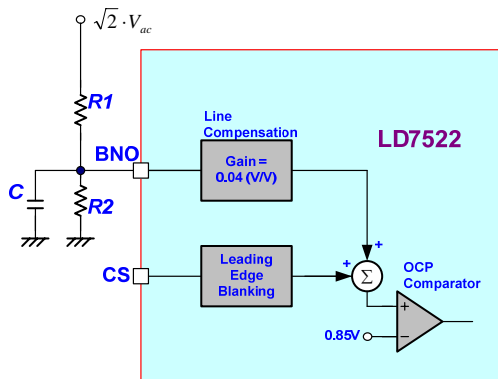 √2 · Vac
R1
BNO
C
R2
CS
Line
Compensation
Gain =
0.04 (V/V)
LD7522
Leading
Edge
Blanking
+
+
Σ
OCP
Comparator
+
−
0.85V